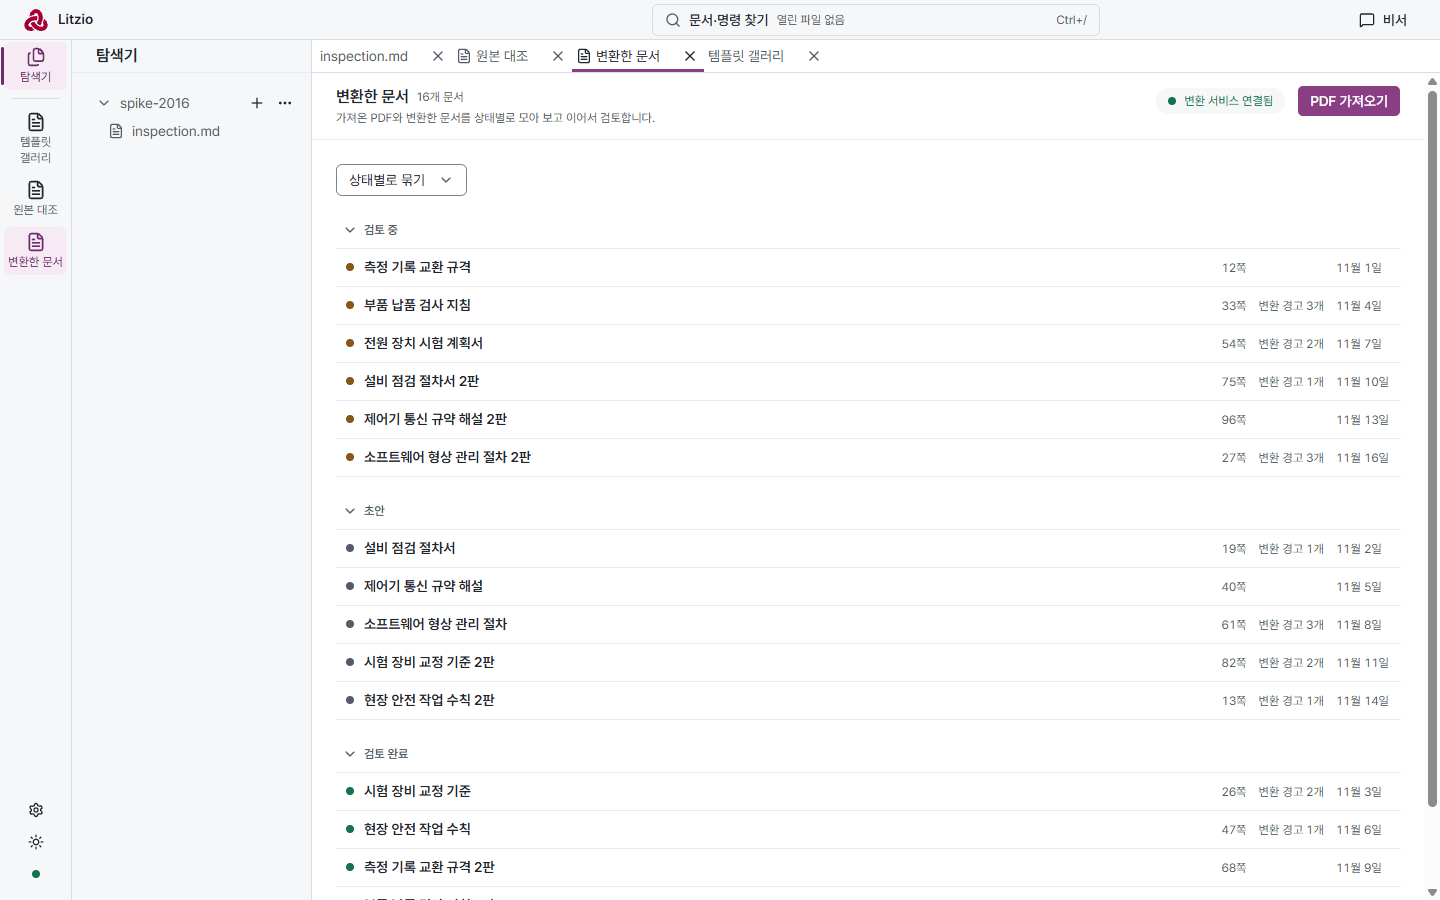 Litzio
문서·명령 찾기 열린 파일 없음 Ctrl+/
비서
탐색기
템플릿
갤러리
원본 대조
변환한 문서
탐색기
spike-2016
inspection.md
inspection.md 원본 대조 변환한 문서 템플릿 갤러리
변환한 문서 16개 문서
가져온 PDF와 변환한 문서를 상태별로 모아 보고 이어서 검토합니다.
변환 서비스 연결됨
PDF 가져오기
상태별로 묶기
검토 중
측정 기록 교환 규격 12쪽 11월 1일
부품 납품 검사 지침 33쪽 변환 경고 3개 11월 4일
전원 장치 시험 계획서 54쪽 변환 경고 2개 11월 7일
설비 점검 절차서 2판 75쪽 변환 경고 1개 11월 10일
제어기 통신 규약 해설 2판 96쪽 11월 13일
소프트웨어 형상 관리 절차 2판 27쪽 변환 경고 3개 11월 16일
초안
설비 점검 절차서 19쪽 변환 경고 1개 11월 2일
제어기 통신 규약 해설 40쪽 11월 5일
소프트웨어 형상 관리 절차 61쪽 변환 경고 3개 11월 8일
시험 장비 교정 기준 2판 82쪽 변환 경고 2개 11월 11일
현장 안전 작업 수칙 2판 13쪽 변환 경고 1개 11월 14일
검토 완료
시험 장비 교정 기준 26쪽 변환 경고 2개 11월 3일
현장 안전 작업 수칙 47쪽 변환 경고 1개 11월 6일
측정 기록 교환 규격 2판 68쪽 11월 9일